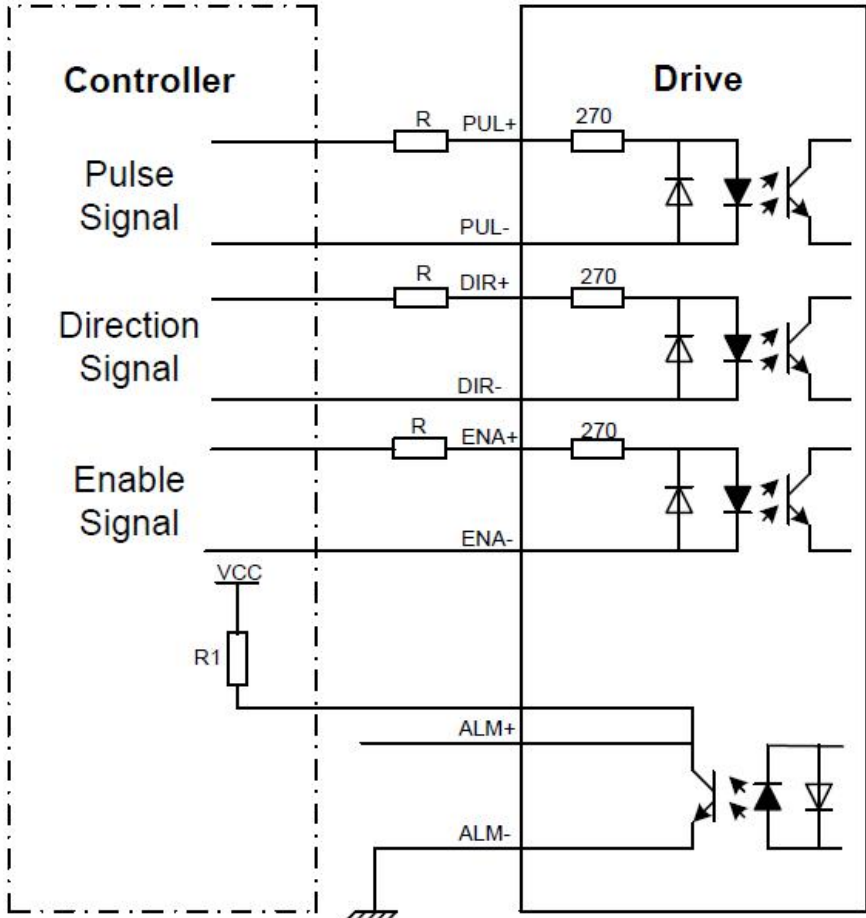 Controller
Drive
R
PUL+
270
Pulse
Signal
PUL-
R
DIR+
270
Direction
Signal
DIR-
R
ENA+
270
Enable
Signal
ENA-
VCC
R1
ALM+
ALM-